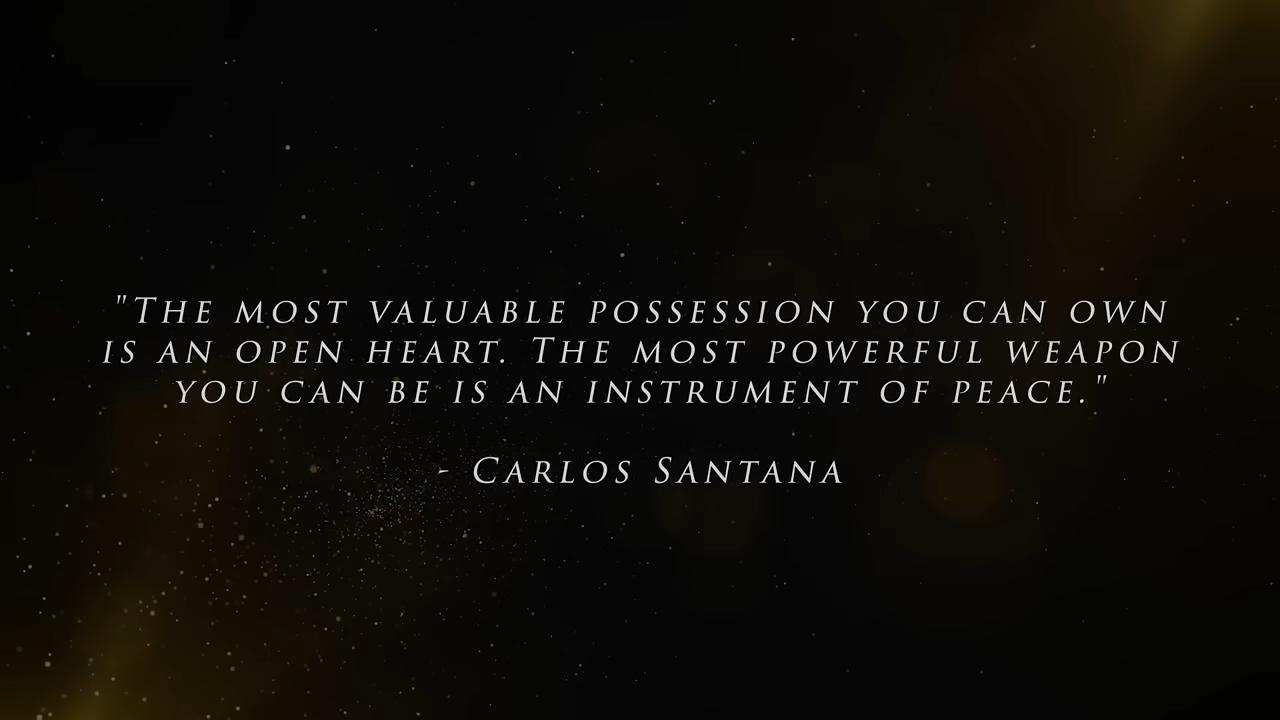 "The most valuable possession you can own
is an open heart. The most powerful weapon
you can be is an instrument of peace."
- Carlos Santana